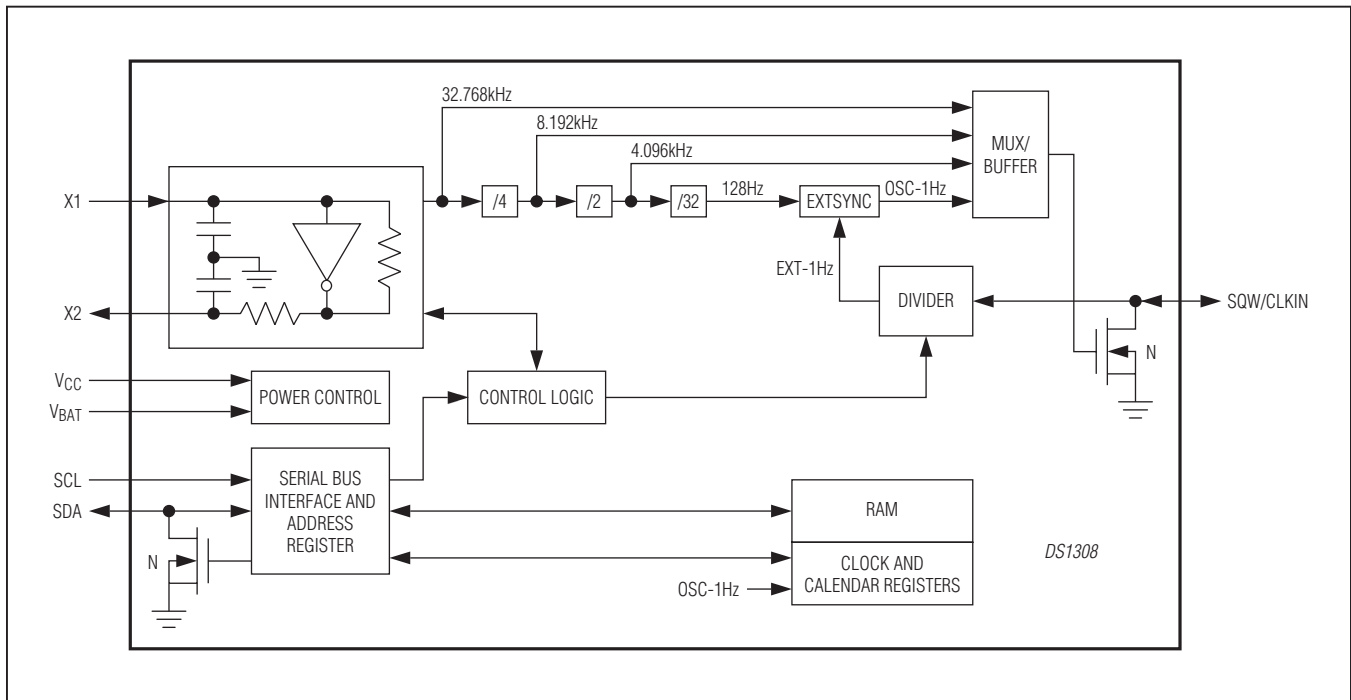 32.768kHz
8.192kHz
4.096kHz
MUX/
BUFFER
X1
/4
/2
/32
128Hz
EXTSYNC
OSC-1Hz
EXT-1Hz
DIVIDER
SQW/CLKIN
X2
N
VCC
VBAT
POWER CONTROL
CONTROL LOGIC
SCL
SDA
SERIAL BUS
INTERFACE AND
ADDRESS
REGISTER
N
RAM
CLOCK AND
CALENDAR REGISTERS
OSC-1Hz
DS1308